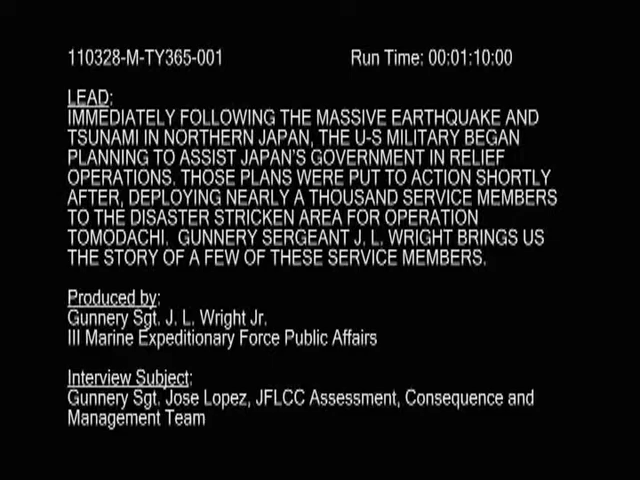 110328-M-TY365-001 Run Time: 00:01:10:00
LEAD:
IMMEDIATELY FOLLOWING THE MASSIVE EARTHQUAKE AND
TSUNAMI IN NORTHERN JAPAN, THE U-S MILITARY BEGAN
PLANNING TO ASSIST JAPAN'S GOVERNMENT IN RELIEF
OPERATIONS. THOSE PLANS WERE PUT TO ACTION SHORTLY
AFTER, DEPLOYING NEARLY A THOUSAND SERVICE MEMBERS
TO THE DISASTER STRICKEN AREA FOR OPERATION
TOMODACHI. GUNNERY SERGEANT J. L. WRIGHT BRINGS US
THE STORY OF A FEW OF THESE SERVICE MEMBERS.
Produced by:
Gunnery Sgt. J. L. Wright Jr.
III Marine Expeditionary Force Public Affairs
Interview Subject:
Gunnery Sgt. Jose Lopez, JFLCC Assessment, Consequence and
Management Team